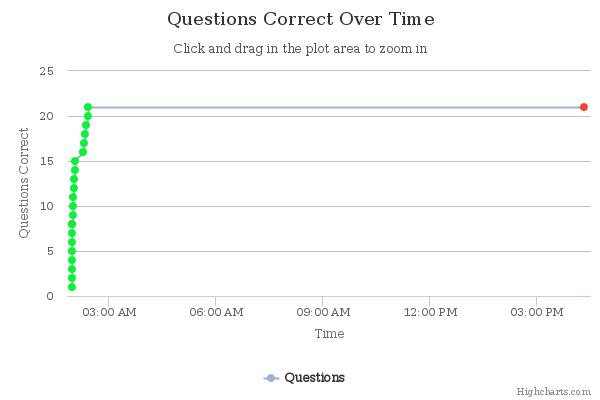 Questions Correct Over Time
Click and drag in the plot area to zoom in
Questions Correct
25
20
15
10
5
0
03:00 AM 06:00 AM 09:00 AM 12:00 PM 03:00 PM
Time
Questions
Highcharts.com